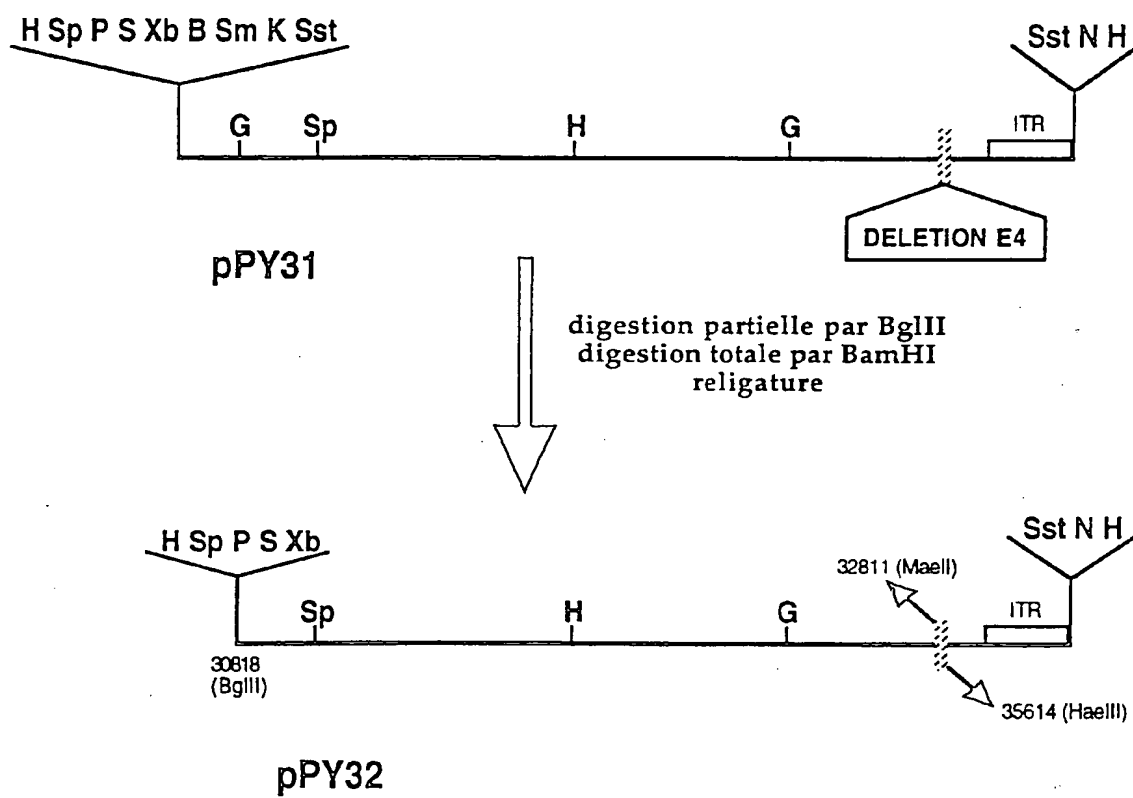 H Sp P S Xb B Sm K Sst
Sst N H
G
Sp
H
G
ITR
DELETION E4
pPY31
digestion partielle par BglII
digestion totale par BamHI
religature
H Sp P S Xb
Sst N H
32811 (MaeII)
Sp
H
G
ITR
30818
(BglII)
35614 (HaeIII)
pPY32